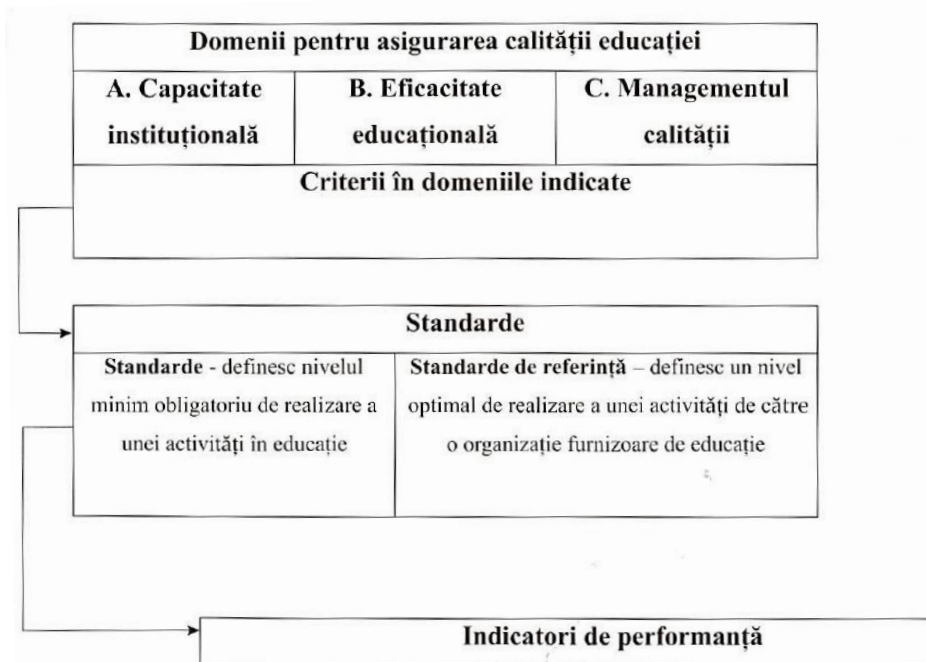 Domenii pentru asigurarea calității educației
A. Capacitate
instituțională
B. Eficacitate
educațională
C. Managementul
calității
Criterii în domeniile indicate
Standarde
Standarde - definesc nivelul
minim obligatoriu de realizare a
unei activități în educație
Standarde de referință – definesc un nivel
optimal de realizare a unei activități de către
o organizație furnizoare de educație
Indicatori de performanță